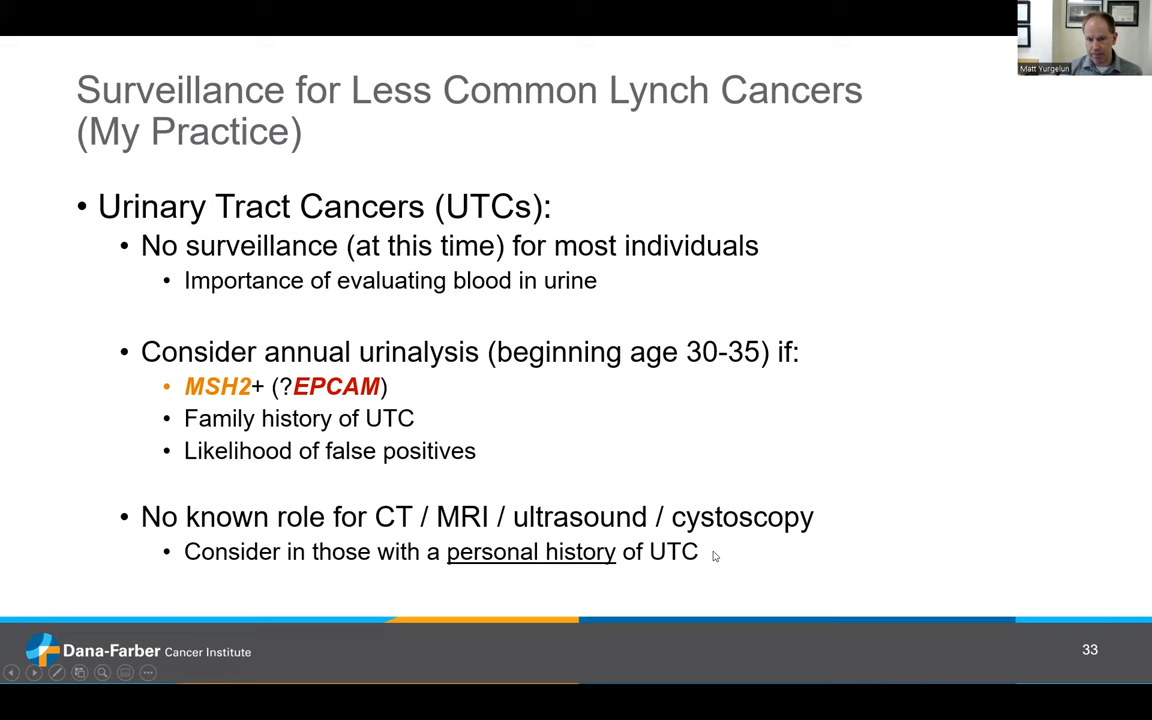 Matt Yurgelun
Surveillance for Less Common Lynch Cancers
(My Practice)
• Urinary Tract Cancers (UTCs):
• No surveillance (at this time) for most individuals
• Importance of evaluating blood in urine
• Consider annual urinalysis (beginning age 30-35) if:
• MSH2+ (?EPCAM)
• Family history of UTC
• Likelihood of false positives
• No known role for CT / MRI / ultrasound / cystoscopy
• Consider in those with a personal history of UTC
Dana-Farber Cancer Institute
33